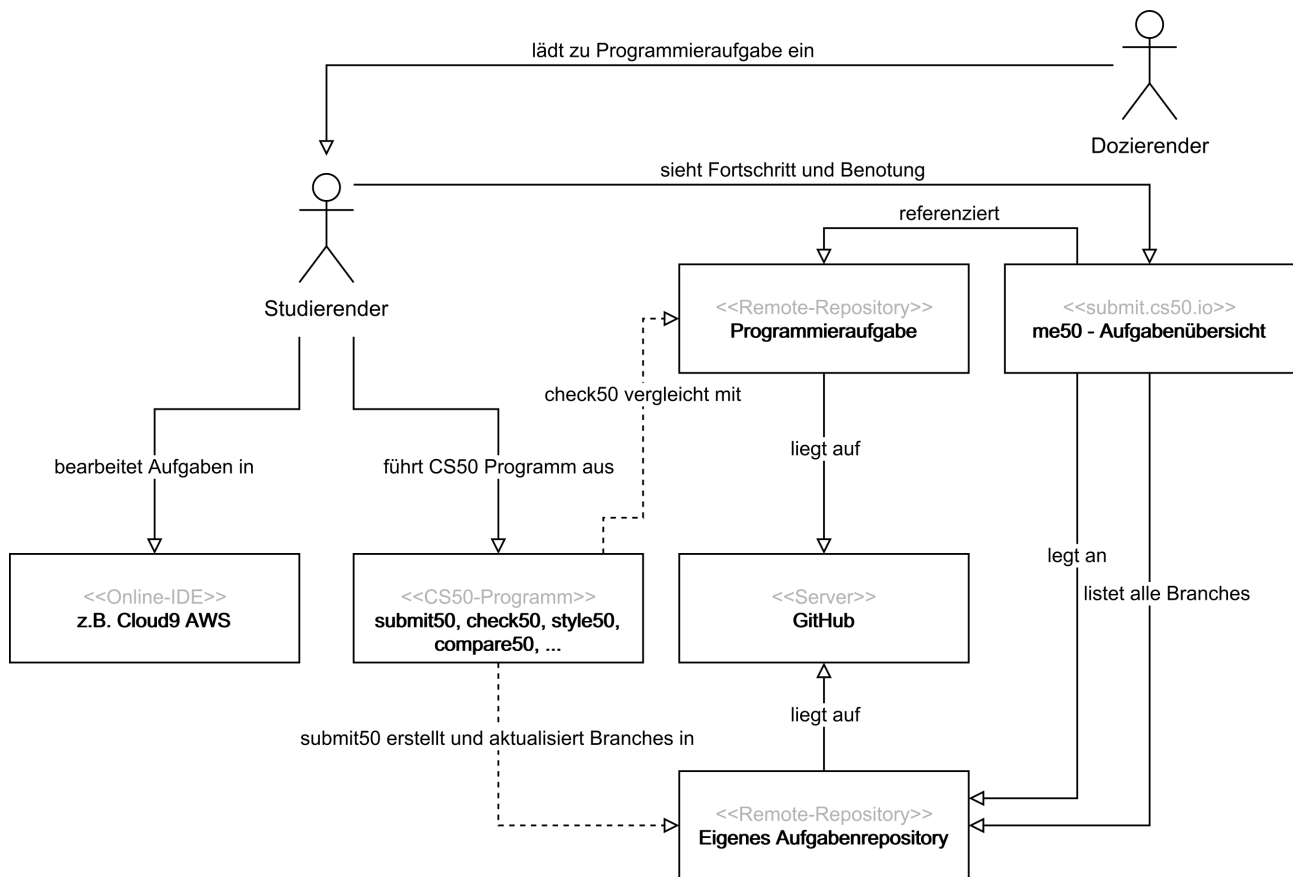 lädt zu Programmieraufgabe ein
Dozierender
sieht Fortschritt und Benotung
referenziert
Studierender
<<Remote-Repository>>
Programmieraufgabe
<<submit.cs50.io>>
me50 - Aufgabenübersicht
check50 vergleicht mit
liegt auf
bearbeitet Aufgaben in
führt CS50 Programm aus
legt an
listet alle Branches
<<Online-IDE>>
z.B. Cloud9 AWS
<<CS50-Programm>>
submit50, check50, style50,
compare50, ...
<<Server>>
GitHub
liegt auf
submit50 erstellt und aktualisiert Branches in
<<Remote-Repository>>
Eigenes Aufgabenrepository